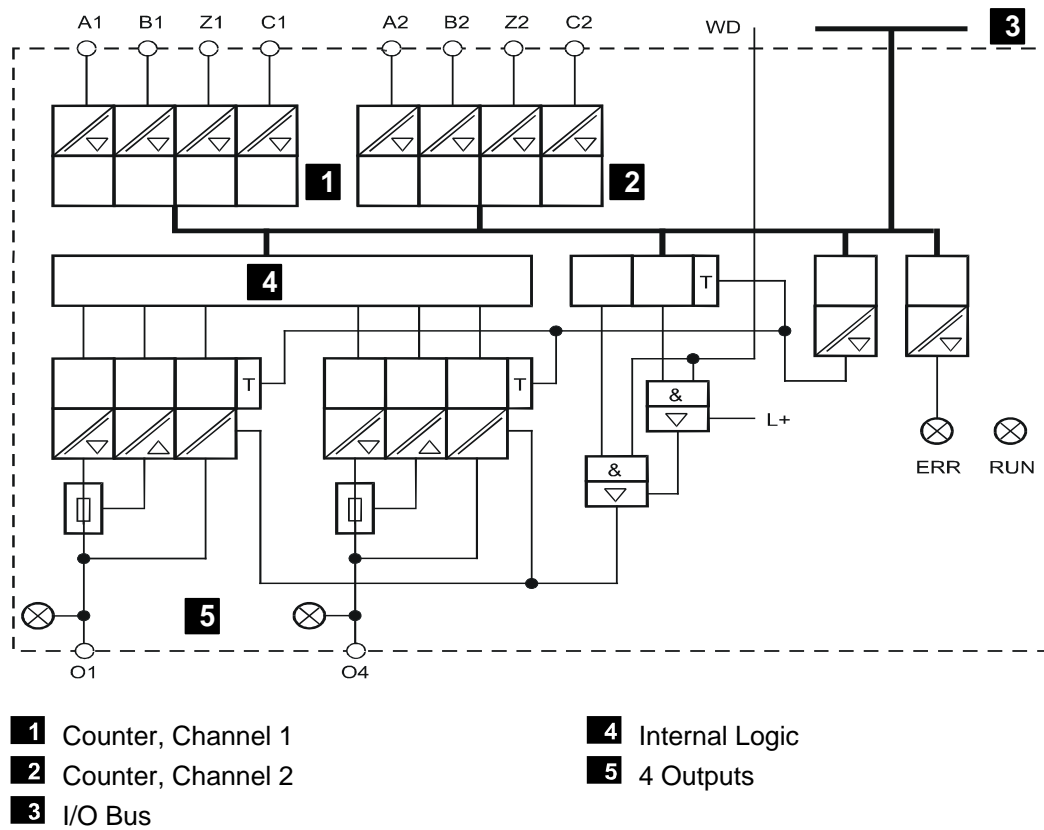 A1 B1 Z1 C1 A2 B2 Z2 C2 WD 3
1 2
4 T
T T & L+
& ERR RUN
5
O1 O4
1 Counter, Channel 1 4 Internal Logic
2 Counter, Channel 2 5 4 Outputs
3 I/O Bus